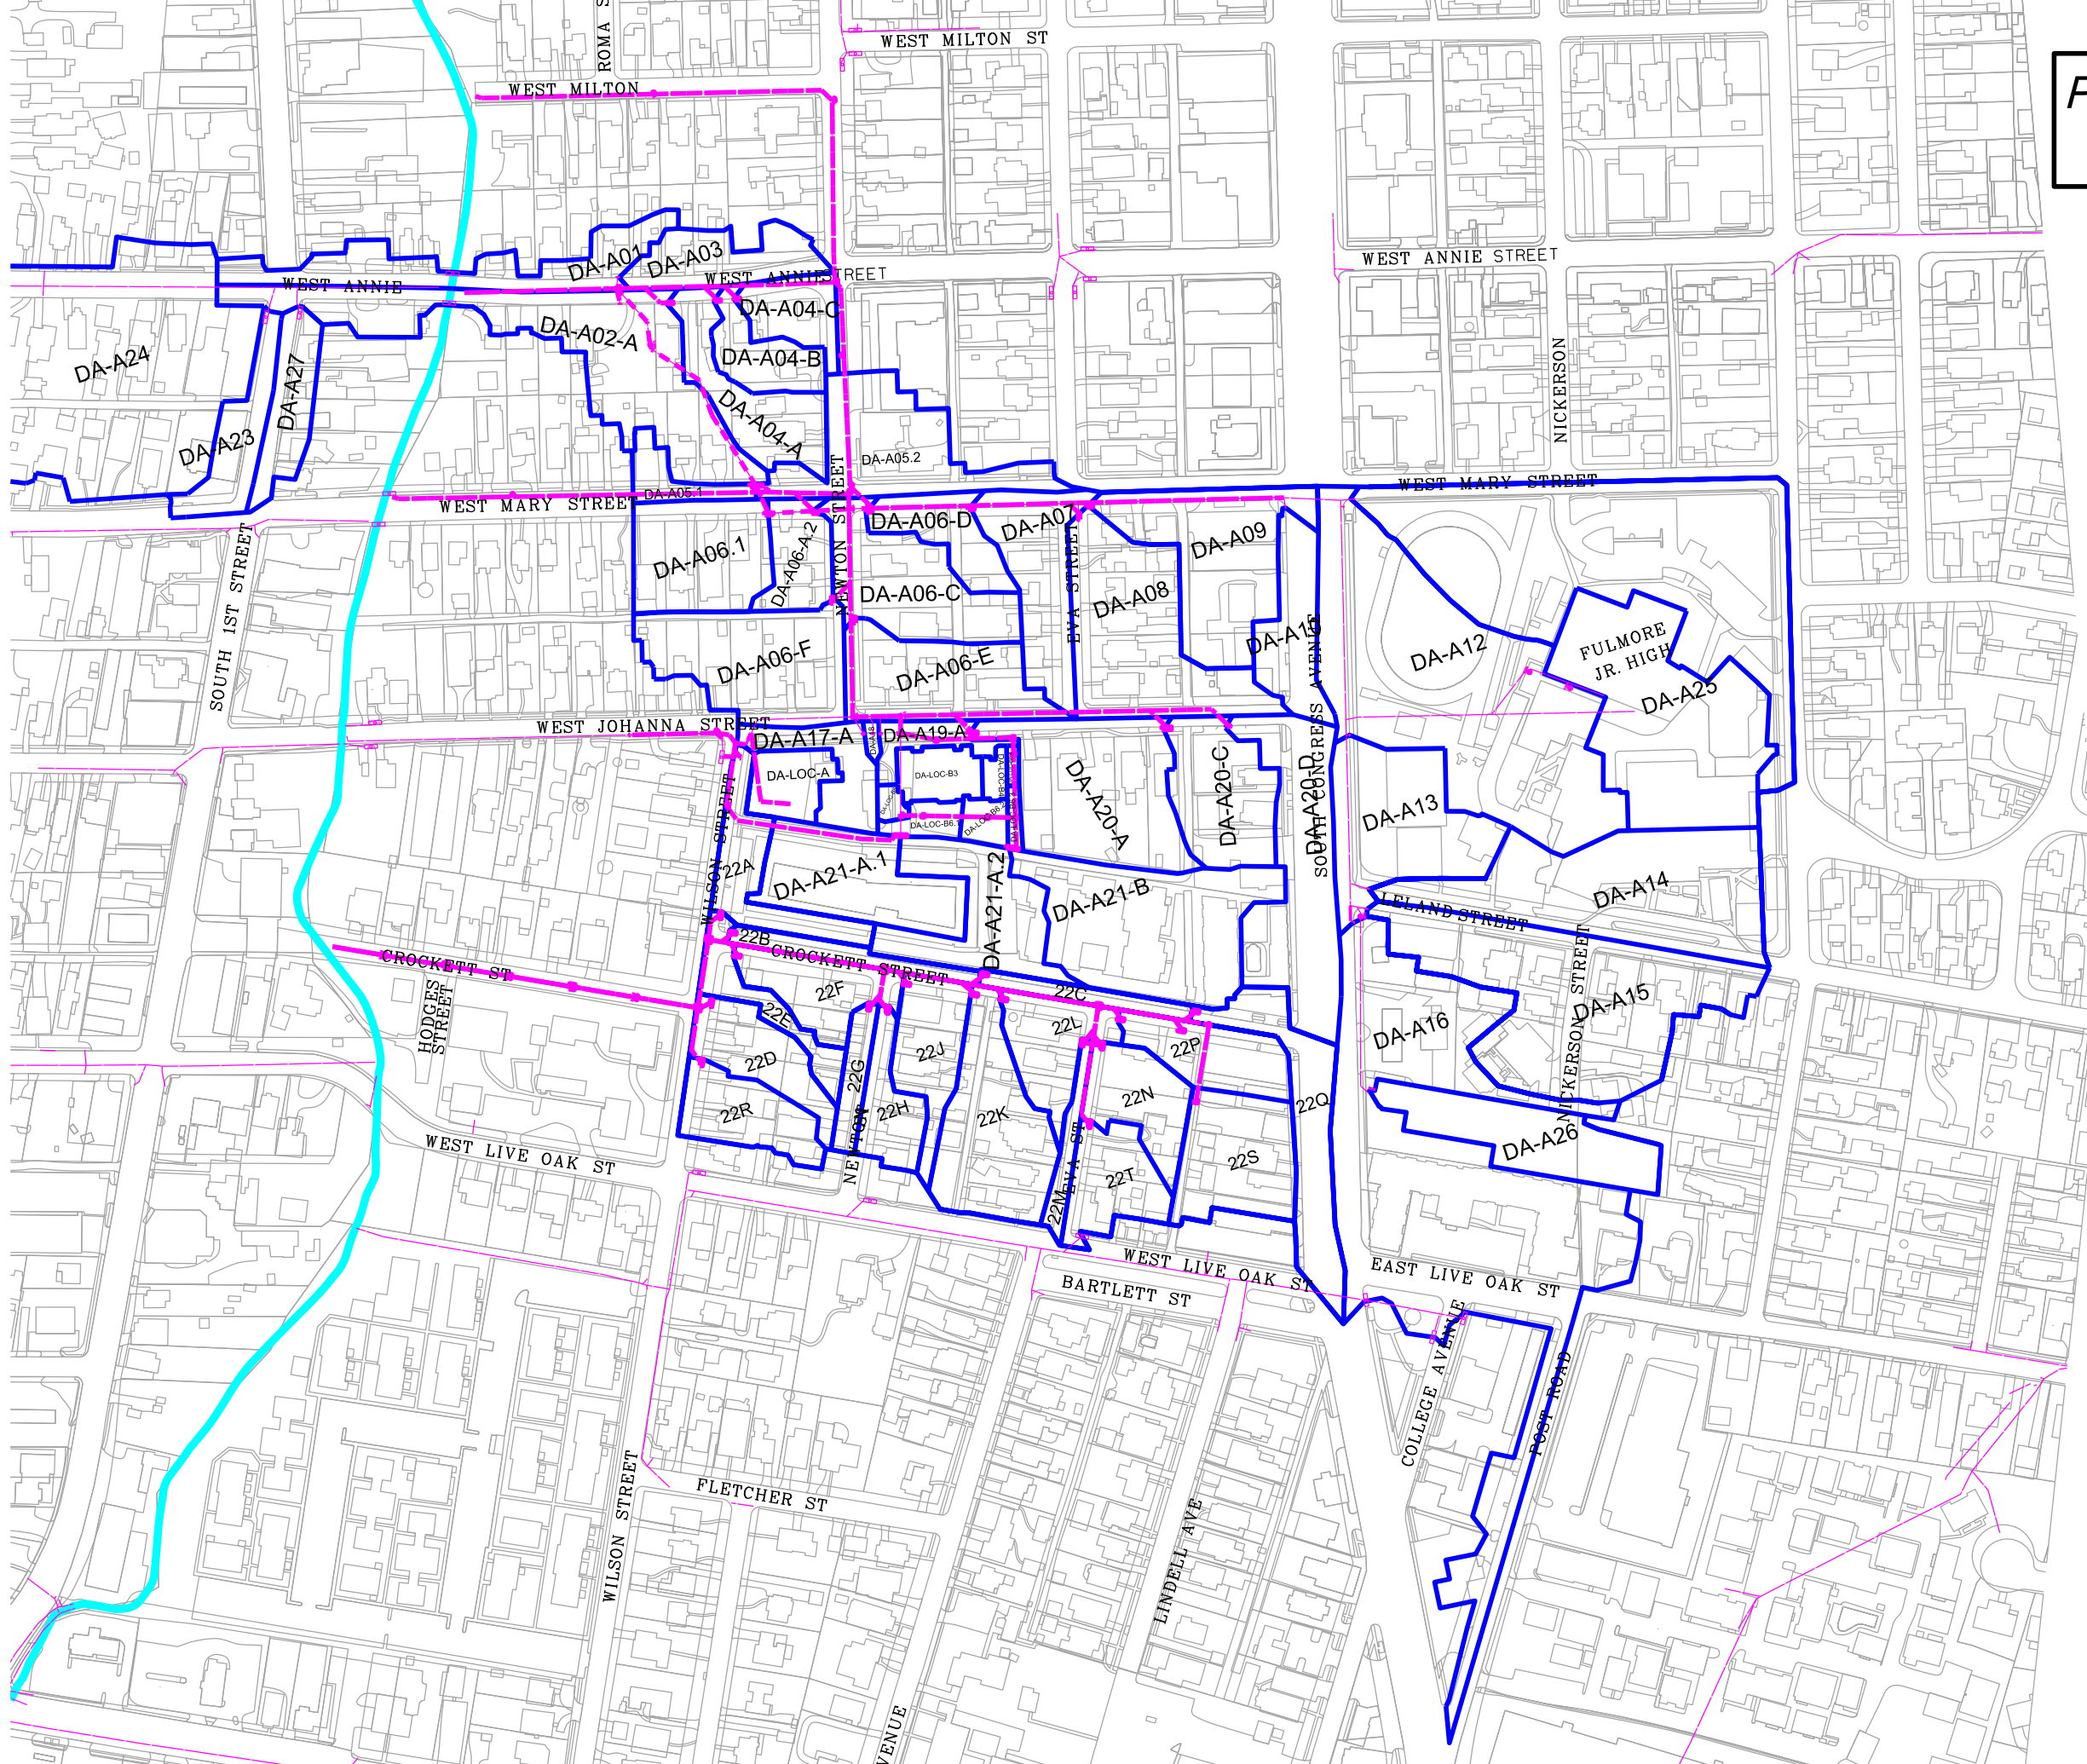 WEST MILTON ST
WEST MILTON
WEST ANNIE STREET
DA-A01
DA-A03
WEST ANNIE
WEST ANNIE
STREET
DA-A04-C
DA-A02-A
DA-A04-B
DA-A24
DA-A27
DA-A23
DA-A04-A
NICKERSON
DA-A05.2
DA-A05.1
WEST MARY STREET
WEST MARY STREET
DA-A06-D
DA-A07
DA-A09
DA-A06.1
DA-A06-A.2
NEWTON STREET
EVA STREET
DA-A06-C
DA-A08
SOUTH 1ST STREET
DA-A12
FULMORE
JR. HIGH
DA-A25
DA-A06-F
DA-A06-E
SOUTH CONGRESS AVENUE
WEST JOHANNA STREET
DA-A17-A
DA-A19-A
DA-LOC-A
DA-LOC-B3
DA-A20-A
DA-A20-C
DA-A20-D
DA-A13
WILSON STREET
22A
DA-A21-A.1
DA-A21-A.2
DA-A21-B
DA-A14
LELAND STREET
22B
CROCKETT STREET
CROCKETT ST
HODGES
STREET
22C
22F
22E
22L
22P
DA-A15
DA-A16
NICKERSON STREET
22D
22G
22J
22R
22H
22K
22N
22Q
NEWTON
EVA ST
DA-A26
22S
22T
22M
WEST LIVE OAK ST
WEST LIVE OAK ST
EAST LIVE OAK ST
BARTLETT ST
COLLEGE AVENUE
POST ROAD
FLETCHER ST
WILSON STREET
LINDELL AVE